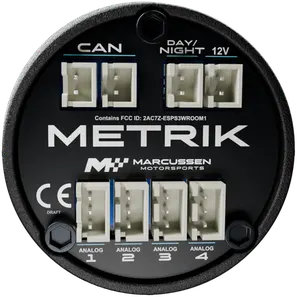 CAN
DAY/
NIGHT 12V
Contains FCC ID: 2AC7Z-ESPS3WROOM1
METRIK
MARCUSSEN
MOTORSPORTS
CE
DRAFT
ANALOG ANALOG ANALOG ANALOG
1 2 3 4